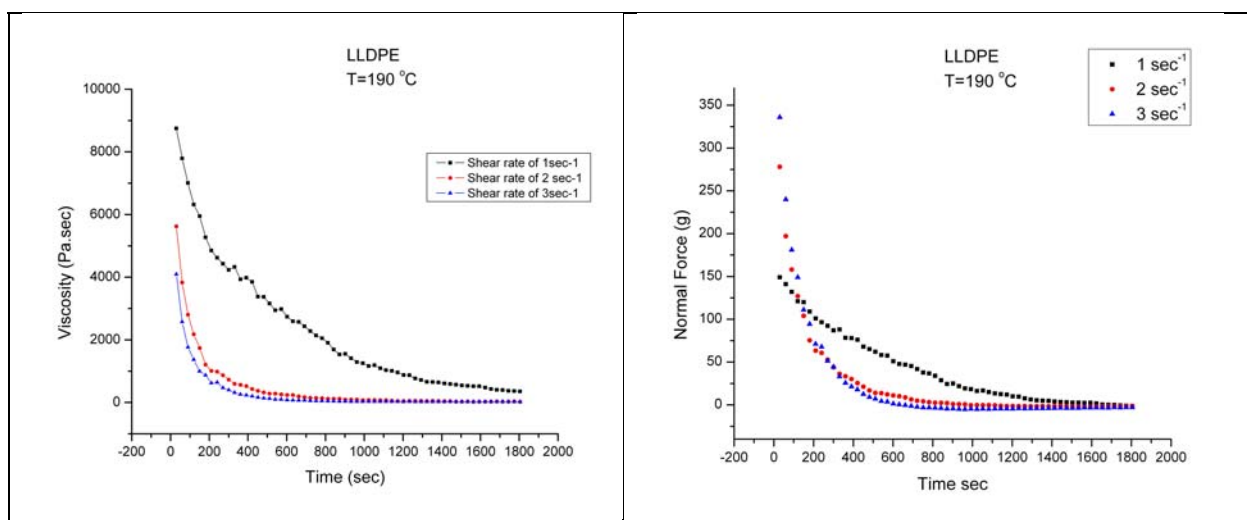 LLDPE
T=190 °C
10000
8000
6000
4000
2000
0
Viscosity (Pa.sec)
Shear rate of 1sec-1
Shear rate of 2 sec-1
Shear rate of 3sec-1
-200 0 200 400 600 800 1000 1200 1400 1600 1800 2000
Time (sec)
LLDPE
T=190 °C
1 sec⁻¹
2 sec⁻¹
3 sec⁻¹
350
300
250
200
150
100
50
0
Normal Force (g)
-200 0 200 400 600 800 1000 1200 1400 1600 1800 2000
Time sec